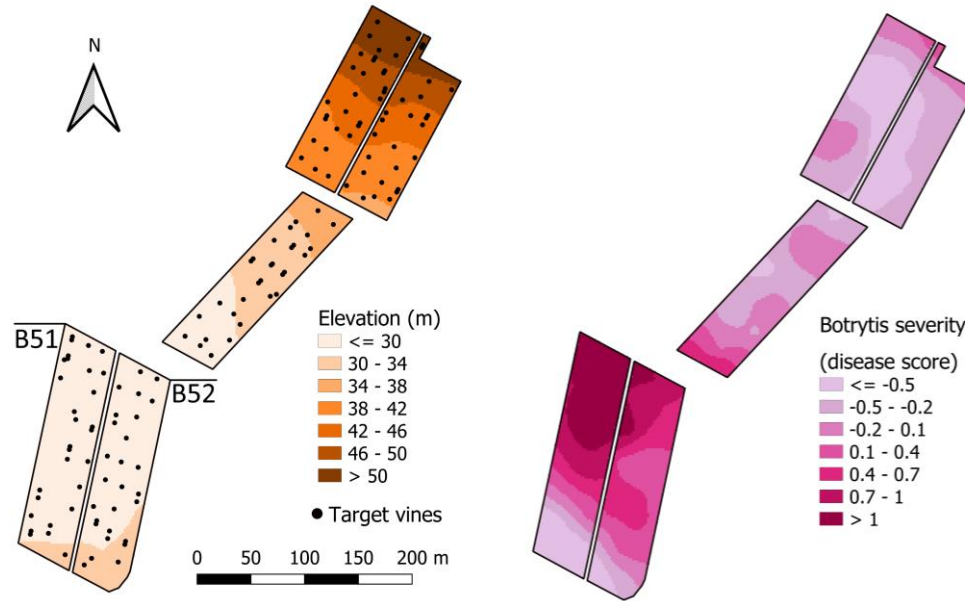 N
B51
B52
Elevation (m)
<= 30
30 - 34
34 - 38
38 - 42
42 - 46
46 - 50
> 50
Target vines
0 50 100 150 200 m
Botrytis severity
(disease score)
<= -0.5
-0.5 - -0.2
-0.2 - 0.1
0.1 - 0.4
0.4 - 0.7
0.7 - 1
> 1